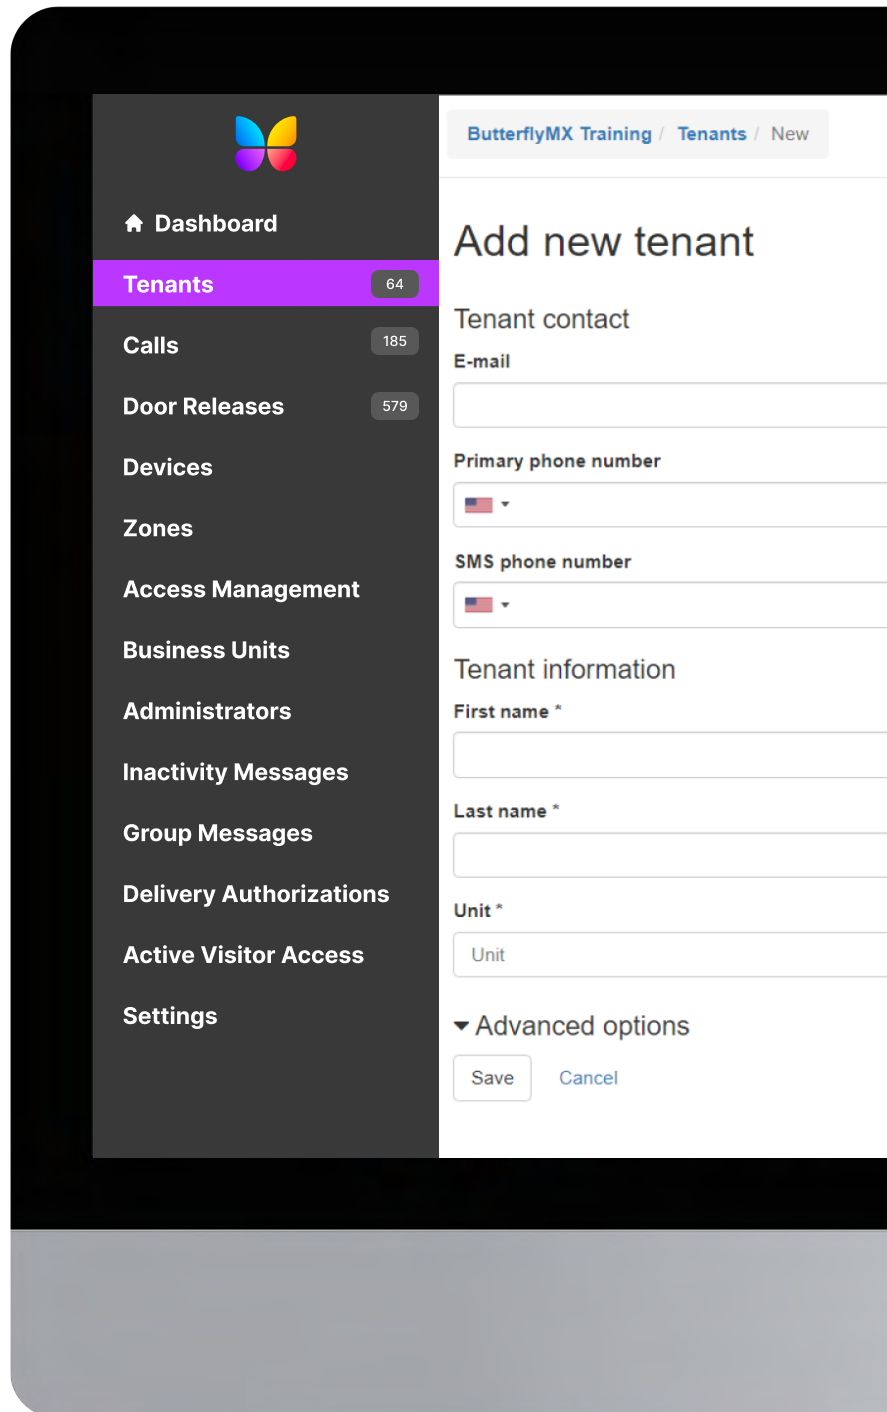 Dashboard
Tenants 64
Calls 185
Door Releases 579
Devices
Zones
Access Management
Business Units
Administrators
Inactivity Messages
Group Messages
Delivery Authorizations
Active Visitor Access
Settings
ButterflyMX Training / Tenants / New
Add new tenant
Tenant contact
E-mail
Primary phone number
SMS phone number
Tenant information
First name *
Last name *
Unit *
Unit
Advanced options
Save Cancel